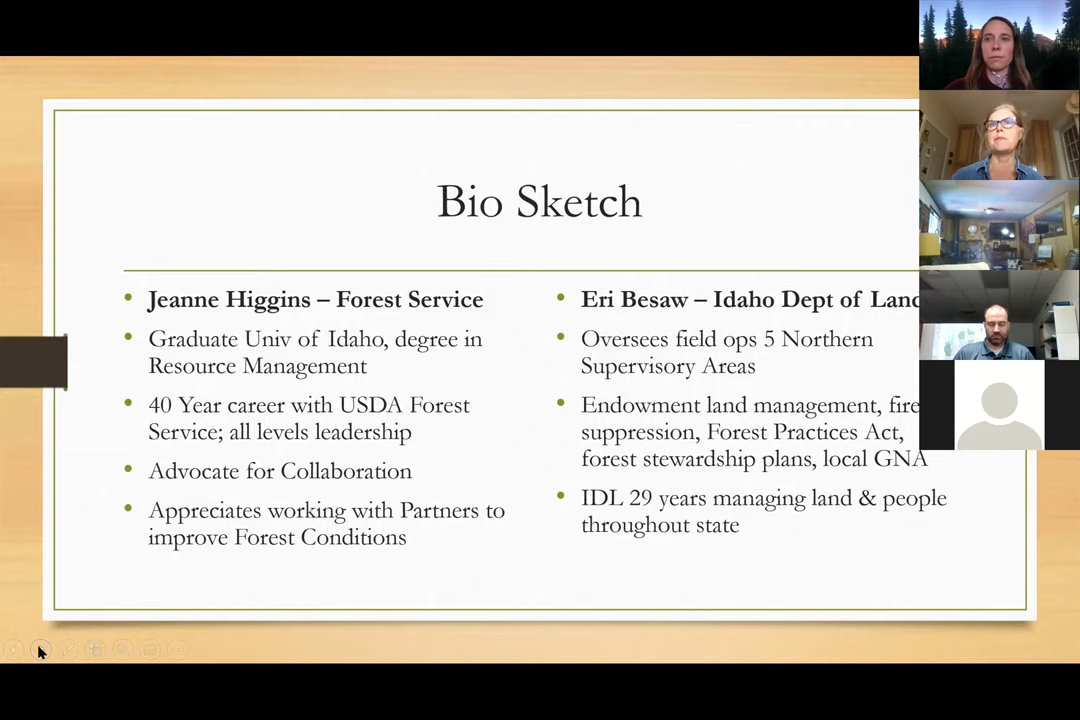 Bio Sketch
Jeanne Higgins – Forest Service
Graduate Univ of Idaho, degree in
Resource Management
40 Year career with USDA Forest
Service; all levels leadership
Advocate for Collaboration
Appreciates working with Partners to
improve Forest Conditions
Eri Besaw – Idaho Dept of Land
Oversees field ops 5 Northern
Supervisory Areas
Endowment land management, fire
suppression, Forest Practices Act,
forest stewardship plans, local GNA
IDL 29 years managing land & people
throughout state